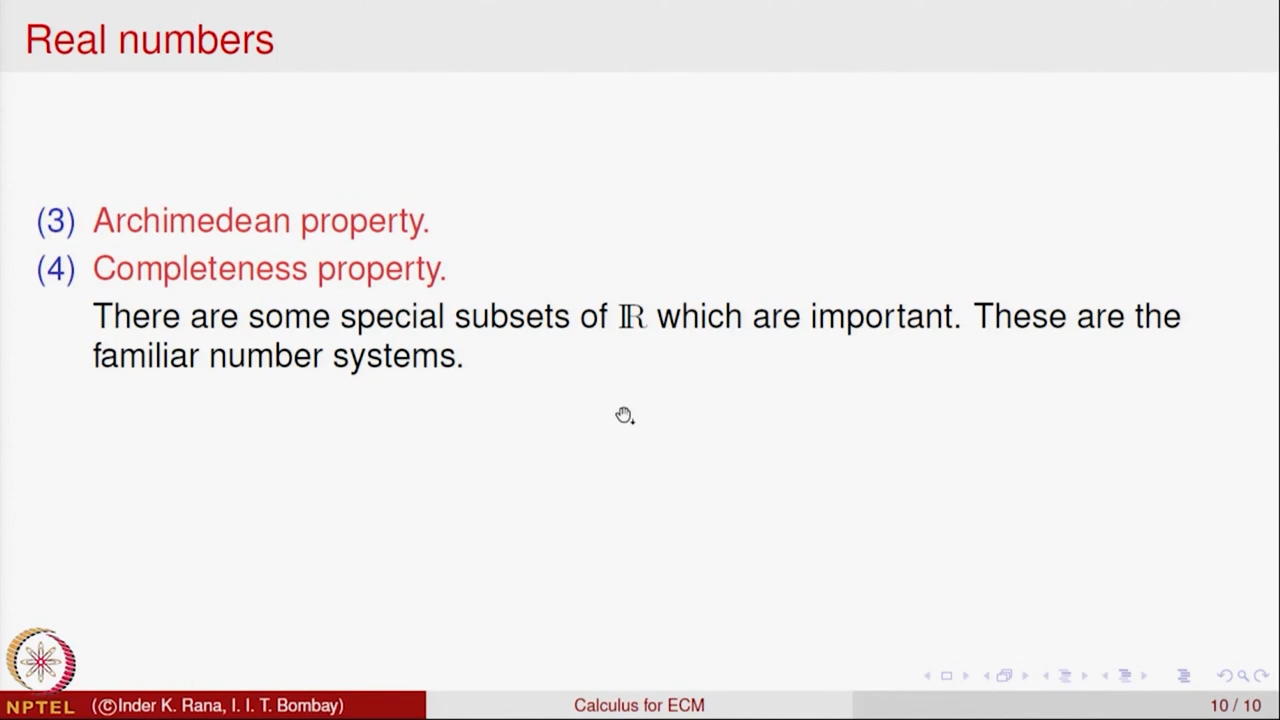 Real numbers
(3) Archimedean property.
(4) Completeness property.
There are some special subsets of ℝ which are important. These are the
familiar number systems.
NPTEL
(©Inder K. Rana, I. I. T. Bombay)
Calculus for ECM
10 / 10